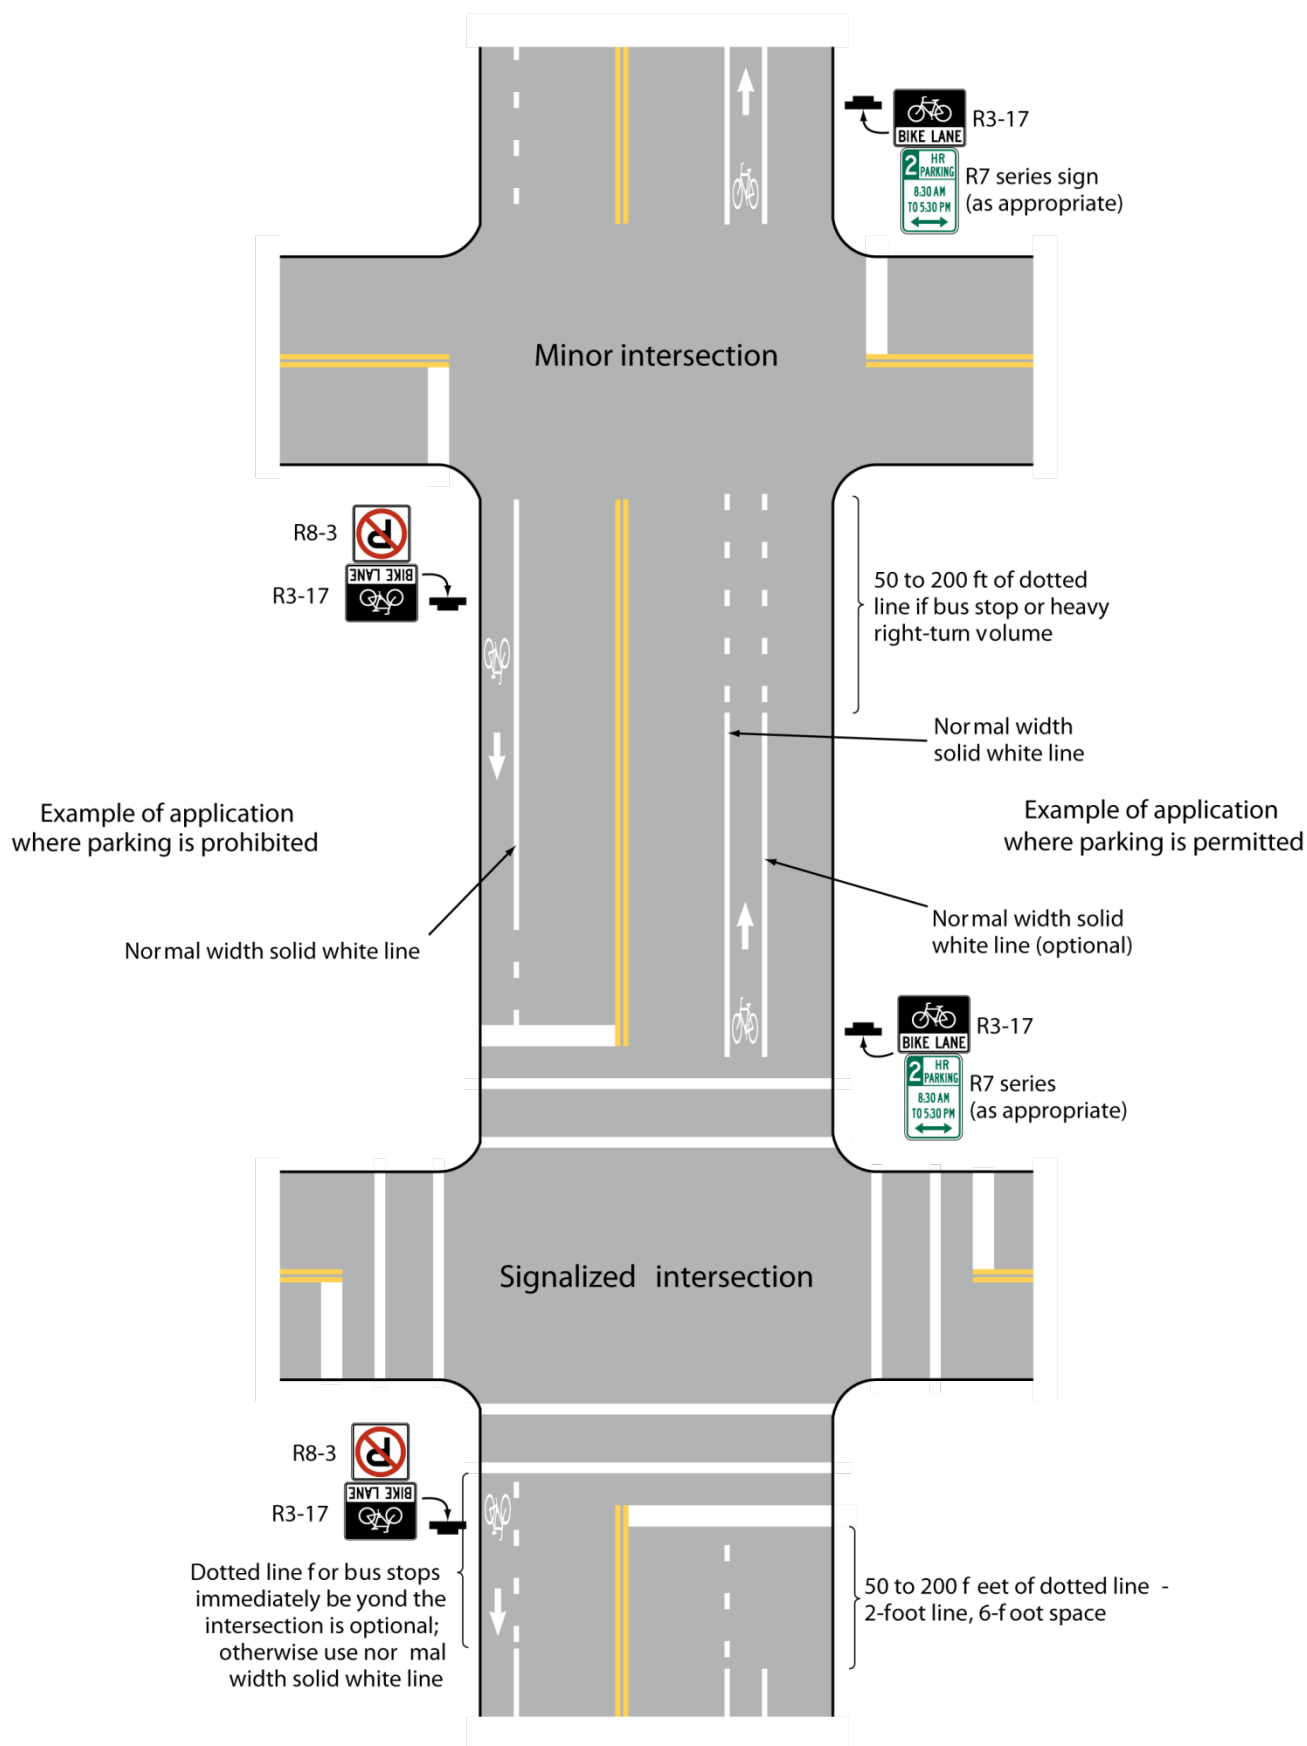 BIKE LANE
R3-17
2 HR
PARKING
8:30 AM
TO 5:30 PM
R7 series sign
(as appropriate)
Minor intersection
R8-3
P
BIKE LANE
R3-17
50 to 200 ft of dotted
line if bus stop or heavy
right-turn volume
Normal width
solid white line
Example of application
where parking is prohibited
Example of application
where parking is permitted
Normal width solid
white line (optional)
Normal width solid white line
BIKE LANE
R3-17
2 HR
PARKING
8:30 AM
TO 5:30 PM
R7 series
(as appropriate)
Signalized intersection
R8-3
P
BIKE LANE
R3-17
Dotted line for bus stops
immediately beyond the
intersection is optional;
otherwise use normal
width solid white line
50 to 200 feet of dotted line -
2-foot line, 6-foot space